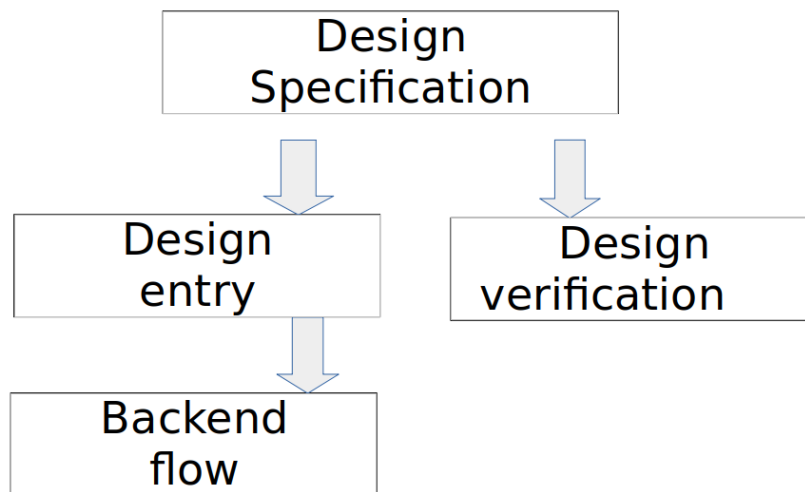 Design
Specification
Design
entry
Design
verification
Backend
flow